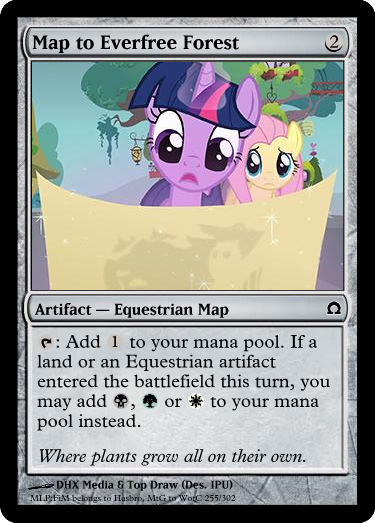 Map to Everfree Forest 2
Artifact — Equestrian Map Ω
: Add 1 to your mana pool. If a
land or an Equestrian artifact
entered the battlefield this turn, you
may add , or to your mana
pool instead.
Where plants grow all on their own.
DHX Media & Top Draw (Des. IPU)
MLP:FiM belongs to Hasbro, MtG to WotC 255/302